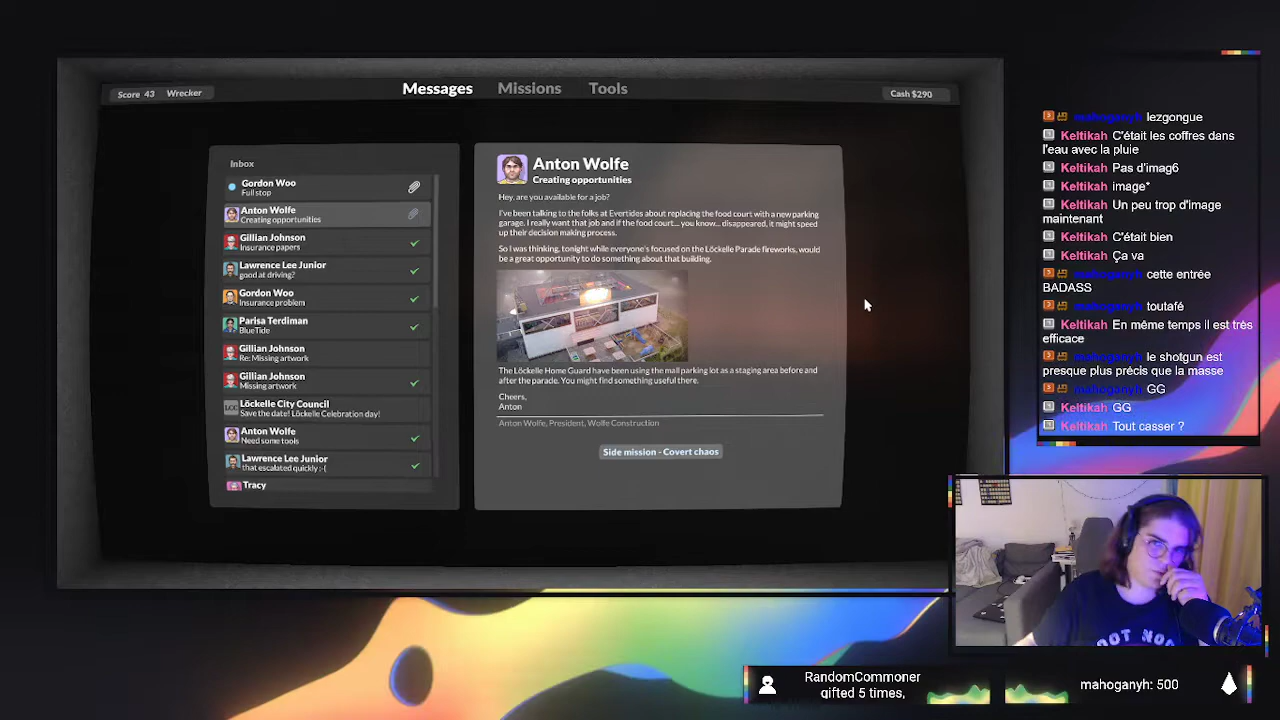 Score 43 Wrecker
Messages Missions Tools
Cash $290
Inbox
Gordon Woo
Full stop
Anton Wolfe
Creating opportunities
Gillian Johnson
Insurance papers
Lawrence Lee Junior
good at driving?
Gordon Woo
Insurance problem
Parisa Terdiman
BlueTide
Gillian Johnson
Re: Missing artwork
Gillian Johnson
Missing artwork
LCC
Löckelle City Council
Save the date! Löckelle Celebration day!
Anton Wolfe
Need some tools
Lawrence Lee Junior
that escalated quickly :-(
Tracy
Anton Wolfe
Creating opportunities
Hey, are you available for a job?
I've been talking to the folks at Evertides about replacing the food court with a new parking
garage. I really want that job and if the food court... you know... disappeared, it might speed
up their decision making process.
So I was thinking, tonight while everyone's focused on the Löckelle Parade fireworks, would
be a great opportunity to do something about that building.
The Löckelle Home Guard have been using the mall parking lot as a staging area before and
after the parade. You might find something useful there.
Cheers,
Anton
Anton Wolfe, President, Wolfe Construction
Side mission - Covert chaos
mahoganyh lezgongue
Keltikah C'était les coffres dans
l'eau avec la pluie
Keltikah Pas d'imag6
Keltikah image*
Keltikah Un peu trop d'Image
maintenant
Keltikah C'était bien
Keltikah Ça va
mahoganyh cette entrée
BADASS
mahoganyh toutafé
Keltikah En même temps il est très
efficace
mahoganyh le shotgun est
presque plus précis que la masse
mahoganyh GG
Keltikah GG
Keltikah Tout casser ?
RandomCommoner
gifted 5 times,
mahoganyh: 500